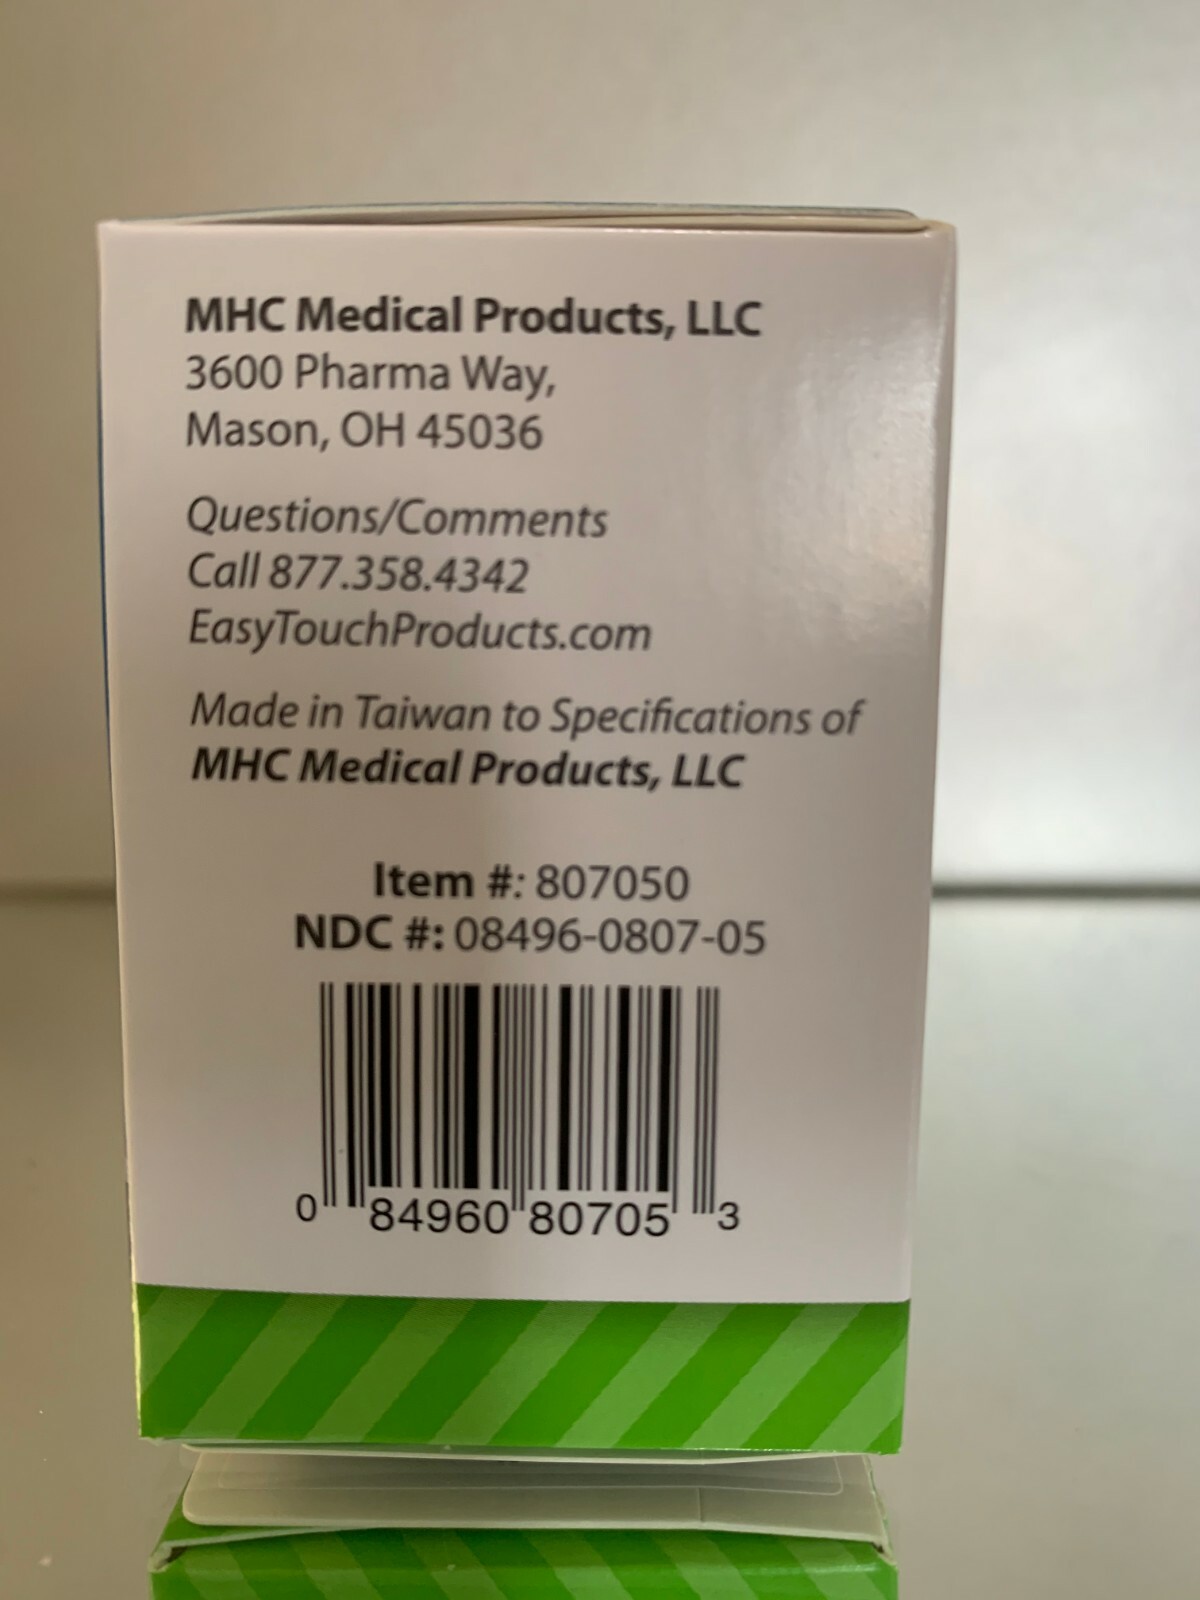 MHC Medical Products, LLC
3600 Pharma Way,
Mason, OH 45036
Questions/Comments
Call 877.358.4342
EasyTouchProducts.com
Made in Taiwan to Specifications of
MHC Medical Products, LLC
Item #: 807050
NDC #: 08496-0807-05
0 84960 80705 3